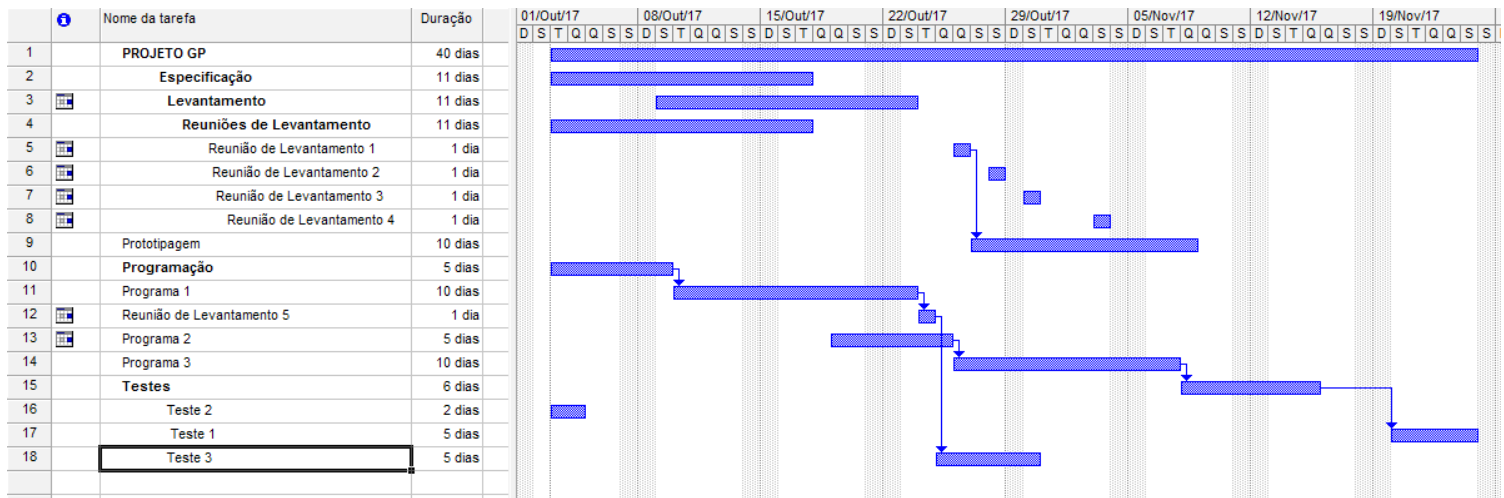 Nome da tarefa Duração 01/Out/17 08/Out/17 15/Out/17 22/Out/17 29/Out/17 05/Nov/17 12/Nov/17 19/Nov/17
D S T Q Q S S D S T Q Q S S D S T Q Q S S D S T Q Q S S D S T Q Q S S D S T Q Q S S D S T Q Q S S D S T Q Q S S
1 PROJETO GP 40 dias
2 Especificação 11 dias
3 Levantamento 11 dias
4 Reuniões de Levantamento 11 dias
5 Reunião de Levantamento 1 1 dia
6 Reunião de Levantamento 2 1 dia
7 Reunião de Levantamento 3 1 dia
8 Reunião de Levantamento 4 1 dia
9 Prototipagem 10 dias
10 Programação 5 dias
11 Programa 1 10 dias
12 Reunião de Levantamento 5 1 dia
13 Programa 2 5 dias
14 Programa 3 10 dias
15 Testes 6 dias
16 Teste 2 2 dias
17 Teste 1 5 dias
18 Teste 3 5 dias